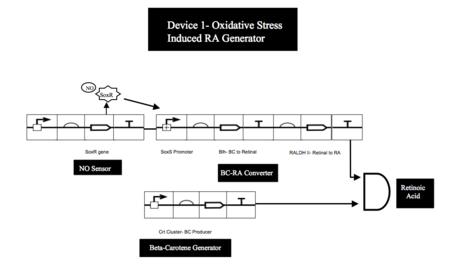 Device 1- Oxidative Stress
Induced RA Generator
NO
SoxR
SoxR gene
SoxS Promoter
Blh- BC to Retinal
RALDH II- Retinal to RA
NO Sensor
BC-RA Converter
Retinoic
Acid
Crt Cluster- BC Producer
Beta-Carotene Generator